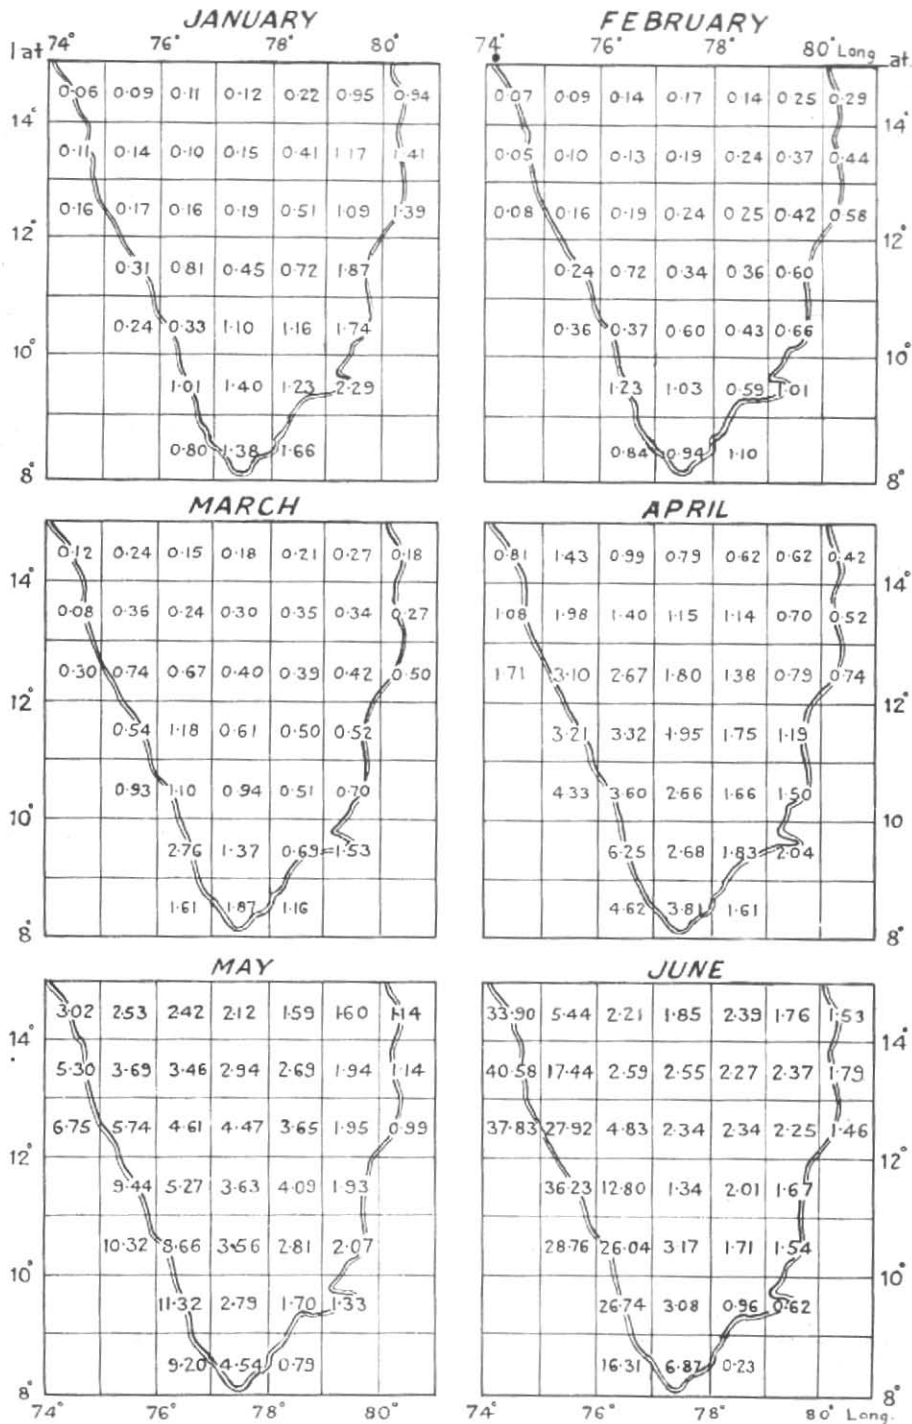 JANUARY FEBRUARY
lat 74° 76° 78° 80° 74° 76° 78° 80° Long at.
0·06 0·09 0·11 0·12 0·22 0·95 0·94 0·07 0·09 0·14 0·17 0·14 0·25 0·29
14° 14°
0·11 0·14 0·10 0·15 0·41 1·17 1·41 0·05 0·10 0·13 0·19 0·24 0·37 0·44
0·16 0·17 0·16 0·19 0·51 1·09 1·39 0·08 0·16 0·19 0·24 0·25 0·42 0·58
12° 12°
0·31 0·81 0·45 0·72 1·87 0·24 0·72 0·34 0·36 0·60
0·24 0·33 1·10 1·16 1·74 0·36 0·37 0·60 0·43 0·66
10° 10°
1·01 1·40 1·23 2·29 1·23 1·03 0·59 1·01
0·80 1·38 1·66 0·84 0·94 1·10
8° 8°
MARCH APRIL
0·12 0·24 0·15 0·18 0·21 0·27 0·18 0·81 1·43 0·99 0·79 0·62 0·62 0·42
14° 14°
0·08 0·36 0·24 0·30 0·35 0·34 0·27 1·08 1·98 1·40 1·15 1·14 0·70 0·52
0·30 0·74 0·67 0·40 0·39 0·42 0·50 1·71 3·10 2·67 1·80 1·38 0·79 0·74
12° 12°
0·54 1·18 0·61 0·50 0·52 3·21 3·32 1·95 1·75 1·19
0·93 1·10 0·94 0·51 0·70 4·33 3·60 2·66 1·66 1·50
10° 10°
2·76 1·37 0·69 1·53 6·25 2·68 1·83 2·04
1·61 1·87 1·16 4·62 3·81 1·61
8° 8°
MAY JUNE
3·02 2·53 2·42 2·12 1·59 1·60 1·14 33·90 5·44 2·21 1·85 2·39 1·76 1·53
14° 14°
5·30 3·69 3·46 2·94 2·69 1·94 1·14 40·58 17·44 2·59 2·55 2·27 2·37 1·79
6·75 5·74 4·61 4·47 3·65 1·95 0·99 37·83 27·92 4·83 2·34 2·34 2·25 1·46
12° 12°
9·44 5·27 3·63 4·09 1·93 36·23 12·80 1·34 2·01 1·67
10·32 8·66 3·56 2·81 2·07 28·76 26·04 3·17 1·71 1·54
10° 10°
11·32 2·79 1·70 1·33 26·74 3·08 0·96 0·62
9·20 4·54 0·79 16·31 6·87 0·23
8° 8°
74° 76° 78° 80° 74° 76° 78° 80° Long.